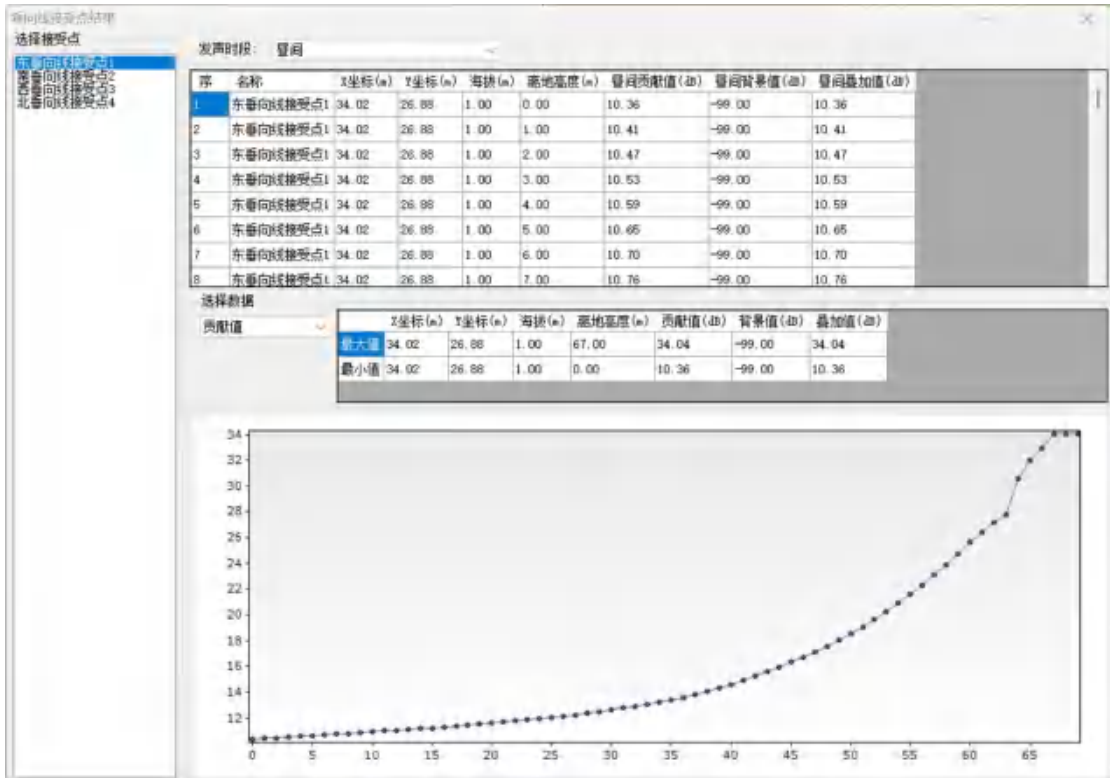 垂向线接受点结果
选择接受点
东垂向线接受点1
南垂向线接受点2
西垂向线接受点3
北垂向线接受点4
发声时段: 昼间
序 名称 X坐标(m) Y坐标(m) 海拔(m) 离地高度(m) 昼间贡献值(dB) 昼间背景值(dB) 昼间叠加值(dB)
1 东垂向线接受点1 34.02 26.88 1.00 0.00 10.36 -99.00 10.36
2 东垂向线接受点1 34.02 26.88 1.00 1.00 10.41 -99.00 10.41
3 东垂向线接受点1 34.02 26.88 1.00 2.00 10.47 -99.00 10.47
4 东垂向线接受点1 34.02 26.88 1.00 3.00 10.53 -99.00 10.53
5 东垂向线接受点1 34.02 26.88 1.00 4.00 10.59 -99.00 10.59
6 东垂向线接受点1 34.02 26.88 1.00 5.00 10.65 -99.00 10.65
7 东垂向线接受点1 34.02 26.88 1.00 6.00 10.70 -99.00 10.70
8 东垂向线接受点1 34.02 26.88 1.00 7.00 10.76 -99.00 10.76
选择数据
贡献值
X坐标(m) Y坐标(m) 海拔(m) 离地高度(m) 贡献值(dB) 背景值(dB) 叠加值(dB)
最大值 34.02 26.88 1.00 67.00 34.04 -99.00 34.04
最小值 34.02 26.88 1.00 0.00 10.36 -99.00 10.36
34
32
30
28
26
24
22
20
18
16
14
12
0 5 10 15 20 25 30 35 40 45 50 55 60 65